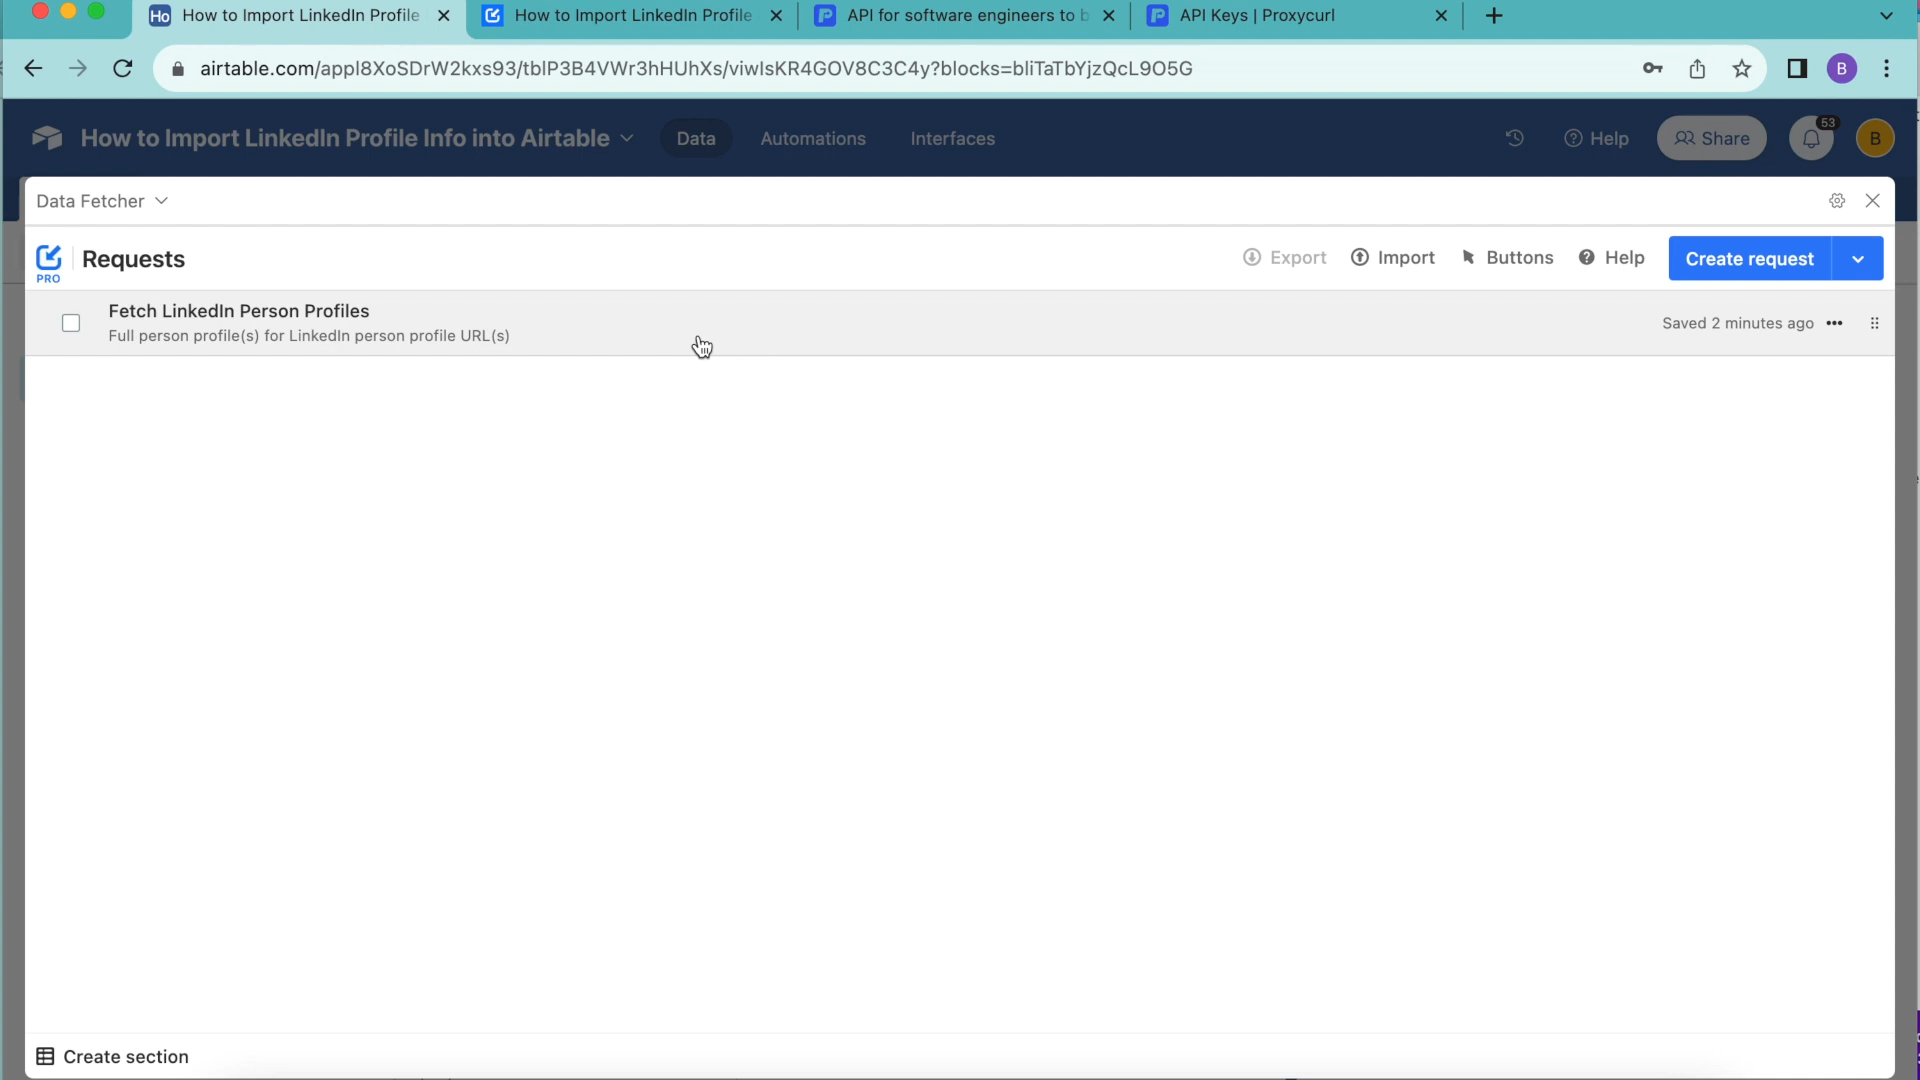 Ho How to Import LinkedIn Profile
How to Import LinkedIn Profile
API for software engineers to b
API Keys | Proxycurl
airtable.com/appl8XoSDrW2kxs93/tblP3B4VWr3hHUhXs/viwIsKR4GOV8C3C4y?blocks=bliTaTbYjzQcL9O5G
B
How to Import LinkedIn Profile Info into Airtable
Data
Automations
Interfaces
Help
Share
53
B
Data Fetcher
PRO
Requests
Export
Import
Buttons
Help
Create request
Fetch LinkedIn Person Profiles
Full person profile(s) for LinkedIn person profile URL(s)
Saved 2 minutes ago
Create section